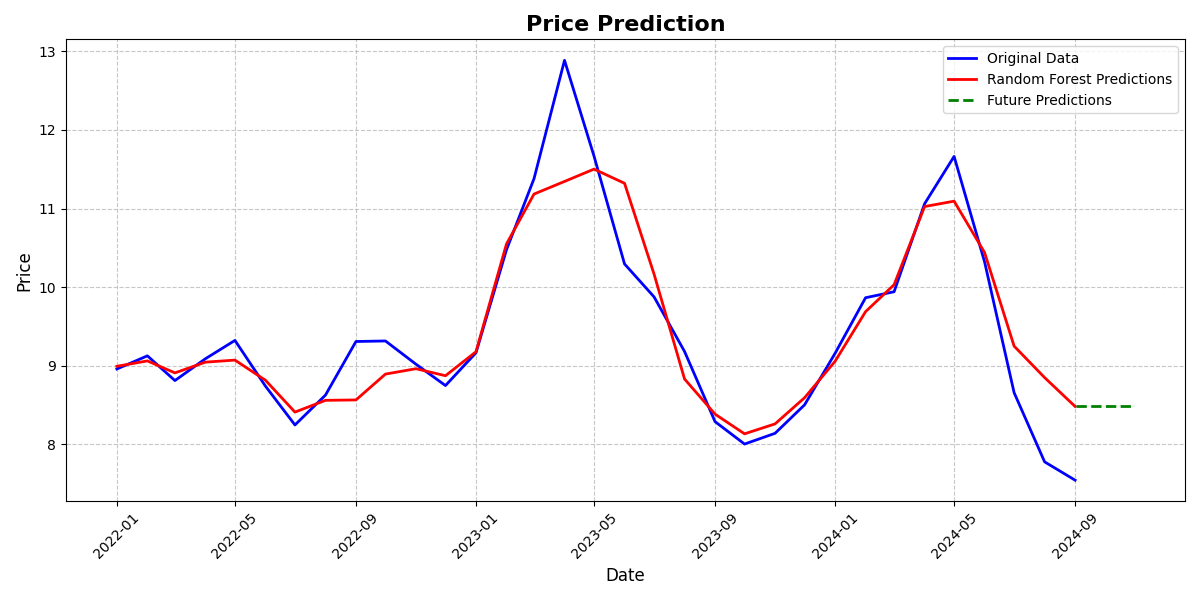 Price Prediction
Original Data
Random Forest Predictions
Future Predictions
Price
13
12
11
10
9
8
2022-01
2022-05
2022-09
2023-01
2023-05
2023-09
2024-01
2024-05
2024-09
Date